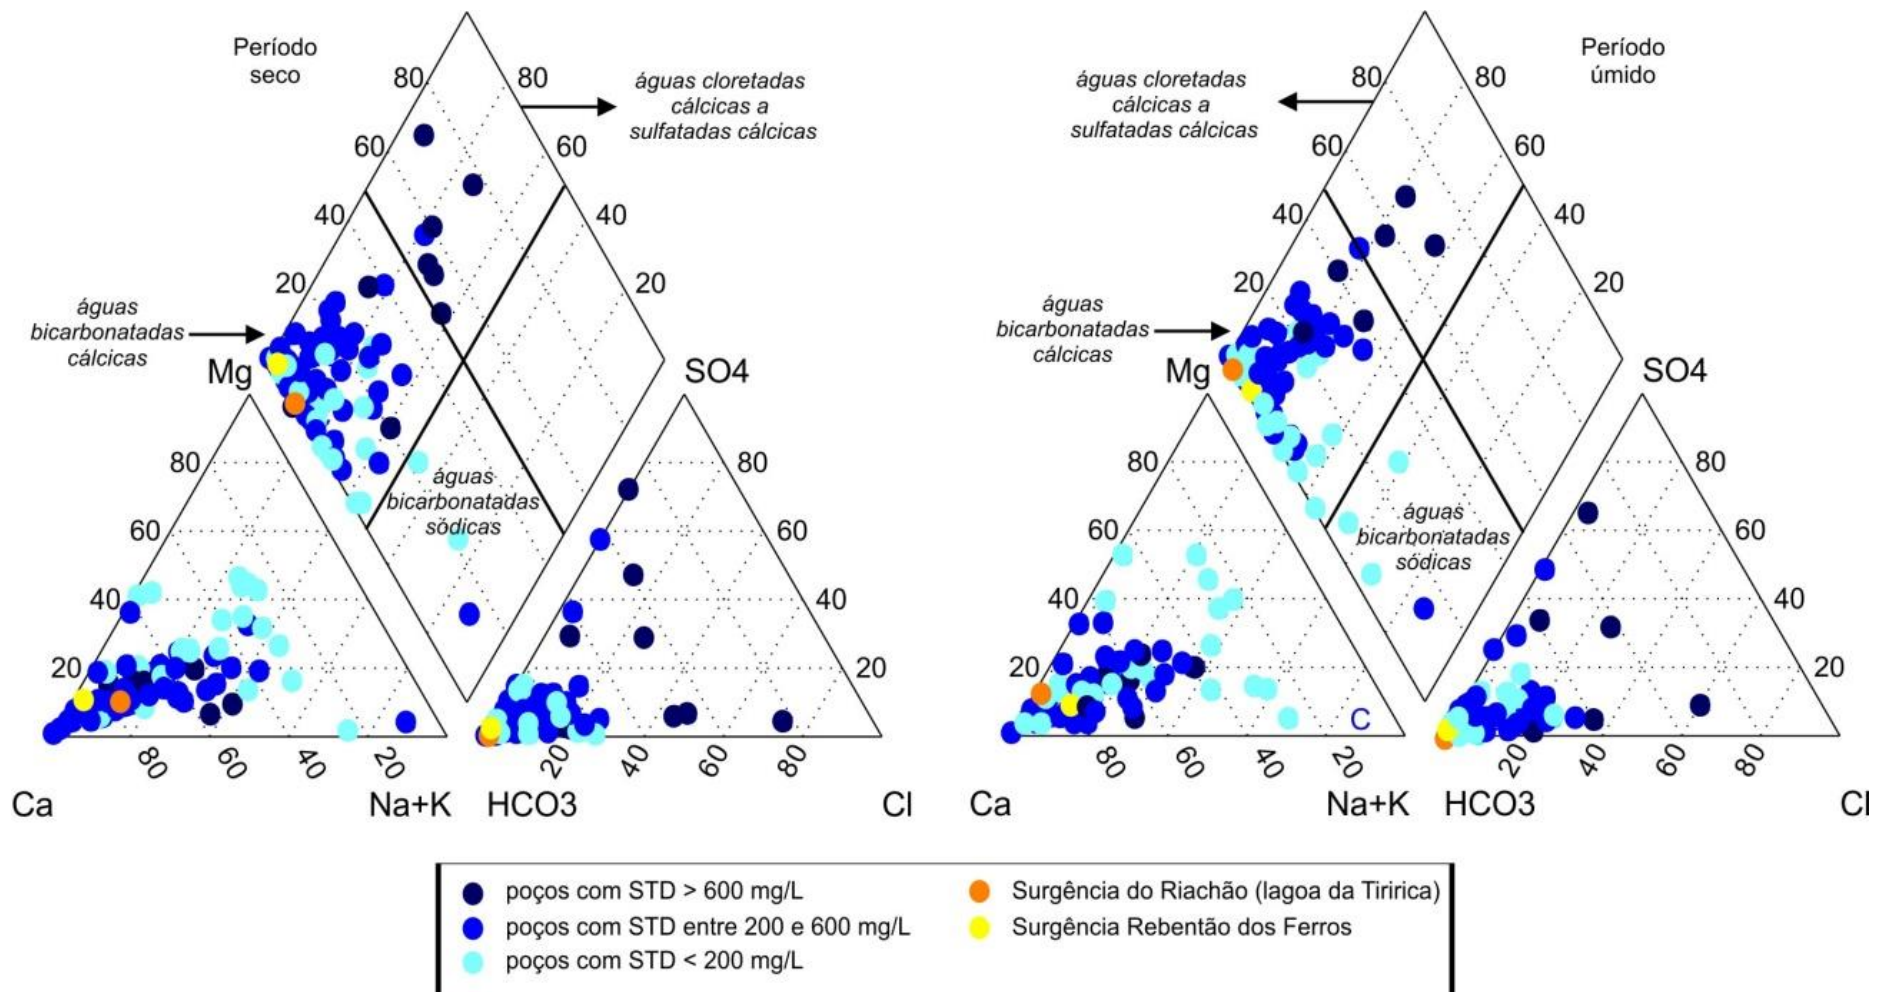 Período
seco
80
80
águas cloretadas
cálcicas a
sulfatadas cálcicas
60
60
40
40
20
20
águas
bicarbonatadas
cálcicas
Mg
SO4
águas
bicarbonatadas
sódicas
80
80
60
60
40
40
20
20
80
60
40
20
20
40
60
80
Ca
Na+K
HCO3
Cl
Período
úmido
águas cloretadas
cálcicas a
sulfatadas cálcicas
80
80
60
60
40
40
20
20
águas
bicarbonatadas
cálcicas
Mg
SO4
águas
bicarbonatadas
sódicas
80
80
60
60
40
40
20
20
C
80
60
40
20
20
40
60
80
Ca
Na+K
HCO3
Cl
poços com STD > 600 mg/L
poços com STD entre 200 e 600 mg/L
poços com STD < 200 mg/L
Surgência do Riachão (lagoa da Tiririca)
Surgência Rebentão dos Ferros